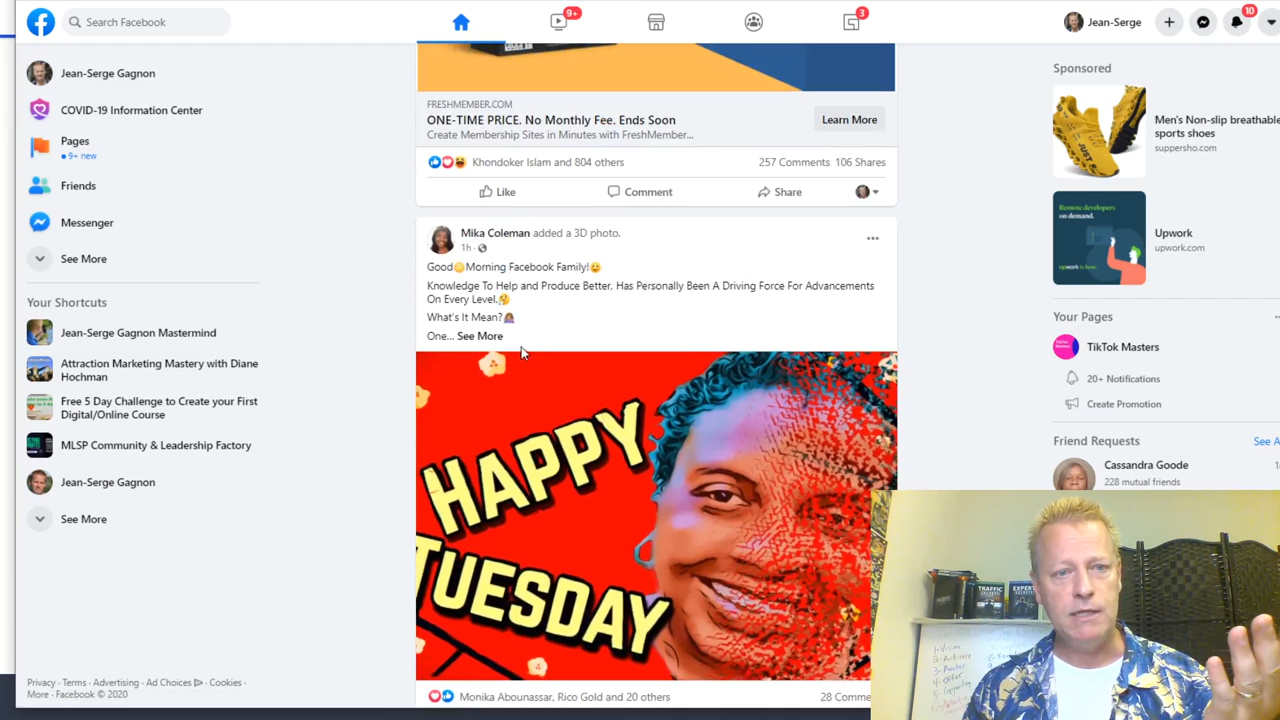 Search Facebook
9+
3
Jean-Serge
10
Jean-Serge Gagnon
COVID-19 Information Center
Pages
9+ new
Friends
Messenger
See More
Your Shortcuts
Jean-Serge Gagnon Mastermind
Attraction Marketing Mastery with Diane
Hochman
Free 5 Day Challenge to Create your First
Digital/Online Course
MLSP Community & Leadership Factory
Jean-Serge Gagnon
See More
Privacy · Terms · Advertising · Ad Choices · Cookies ·
More · Facebook © 2020
FRESHMEMBER.COM
ONE-TIME PRICE. No Monthly Fee. Ends Soon
Create Membership Sites in Minutes with FreshMember...
Learn More
Khondoker Islam and 804 others
257 Comments 106 Shares
Like
Comment
Share
Mika Coleman added a 3D photo.
1h ·
Good Morning Facebook Family!
Knowledge To Help and Produce Better, Has Personally Been A Driving Force For Advancements
On Every Level.
What's It Mean?
One... See More
HAPPY
TUESDAY
Monika Abounassar, Rico Gold and 20 others
28 Comme
Sponsored
Men's Non-slip breathable
sports shoes
suppersho.com
JUST
Remote developers
on demand.
Upwork
upwork.com
Your Pages
TikTok Masters
20+ Notifications
Create Promotion
Friend Requests
See A
Cassandra Goode
228 mutual friends
TRAFFIC
EXPERT
1-Vision